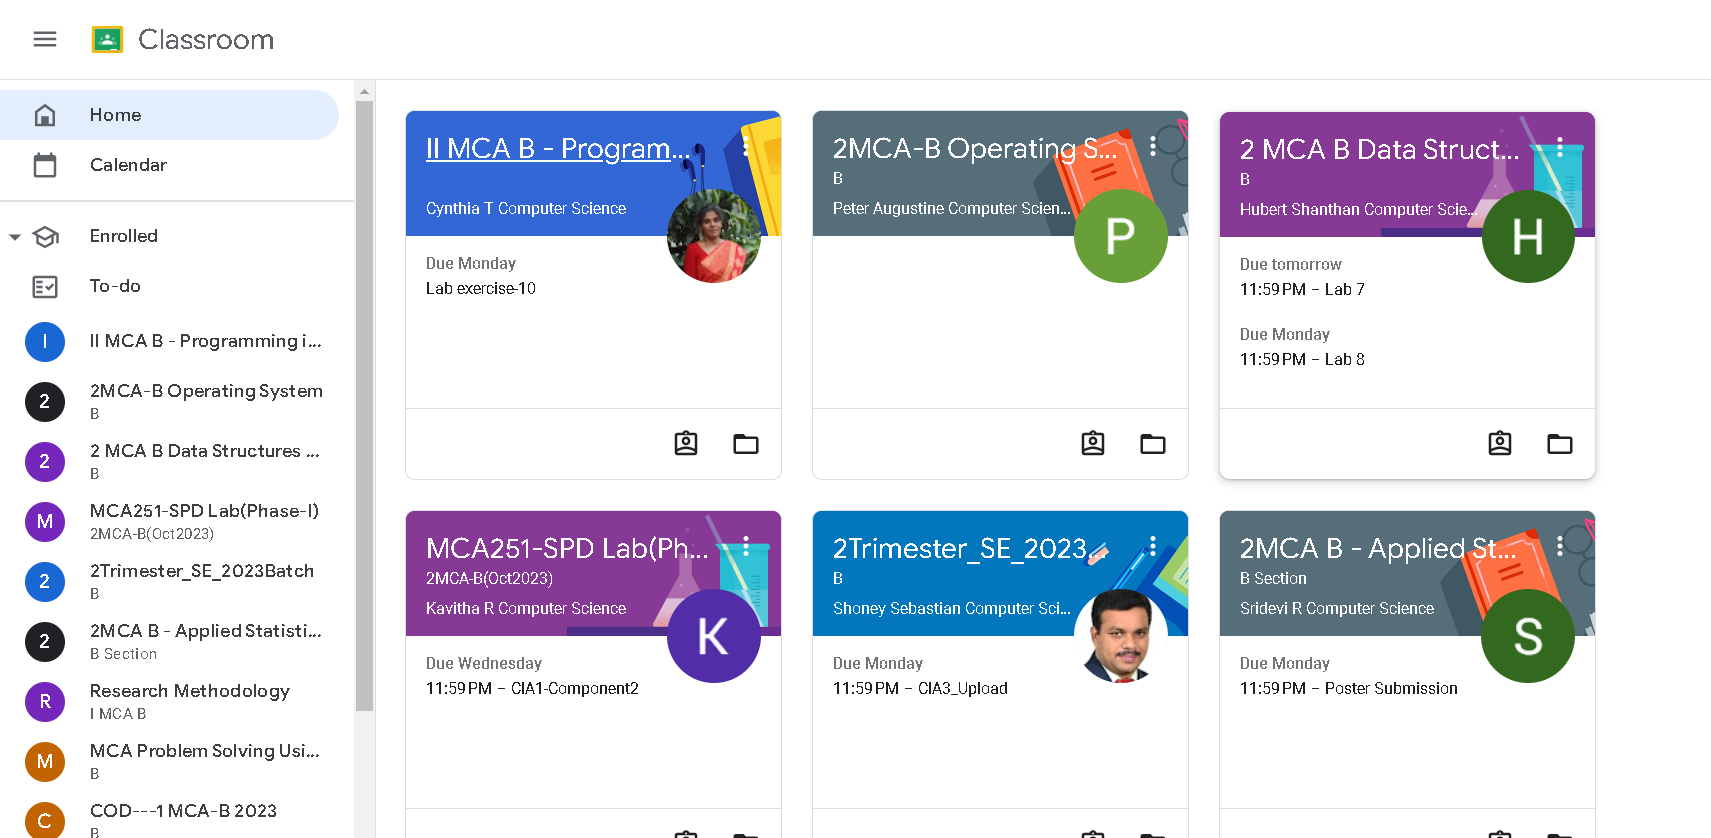 Classroom
Home
Calendar
Enrolled
To-do
I
II MCA B - Programming i...
2
2MCA-B Operating System
B
2
2 MCA B Data Structures ...
B
M
MCA251-SPD Lab(Phase-I)
2MCA-B(Oct2023)
2
2Trimester_SE_2023Batch
B
2
2MCA B - Applied Statisti...
B Section
R
Research Methodology
I MCA B
M
MCA Problem Solving Usi...
B
C
COD---1 MCA-B 2023
B
II MCA B - Program...
Cynthia T Computer Science
Due Monday
Lab exercise-10
2MCA-B Operating S...
B
Peter Augustine Computer Scien...
P
2 MCA B Data Struct...
B
Hubert Shanthan Computer Scie...
H
Due tomorrow
11:59 PM – Lab 7
Due Monday
11:59 PM – Lab 8
MCA251-SPD Lab(Ph...
2MCA-B(Oct2023)
Kavitha R Computer Science
K
Due Wednesday
11:59 PM – CIA1-Component2
2Trimester_SE_2023...
B
Shoney Sebastian Computer Sci...
Due Monday
11:59 PM – CIA3_Upload
2MCA B - Applied St...
B Section
Sridevi R Computer Science
S
Due Monday
11:59 PM – Poster Submission